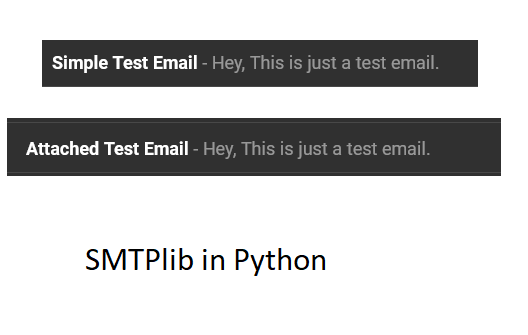 Simple Test Email - Hey, This is just a test email.
Attached Test Email - Hey, This is just a test email.
SMTPlib in Python